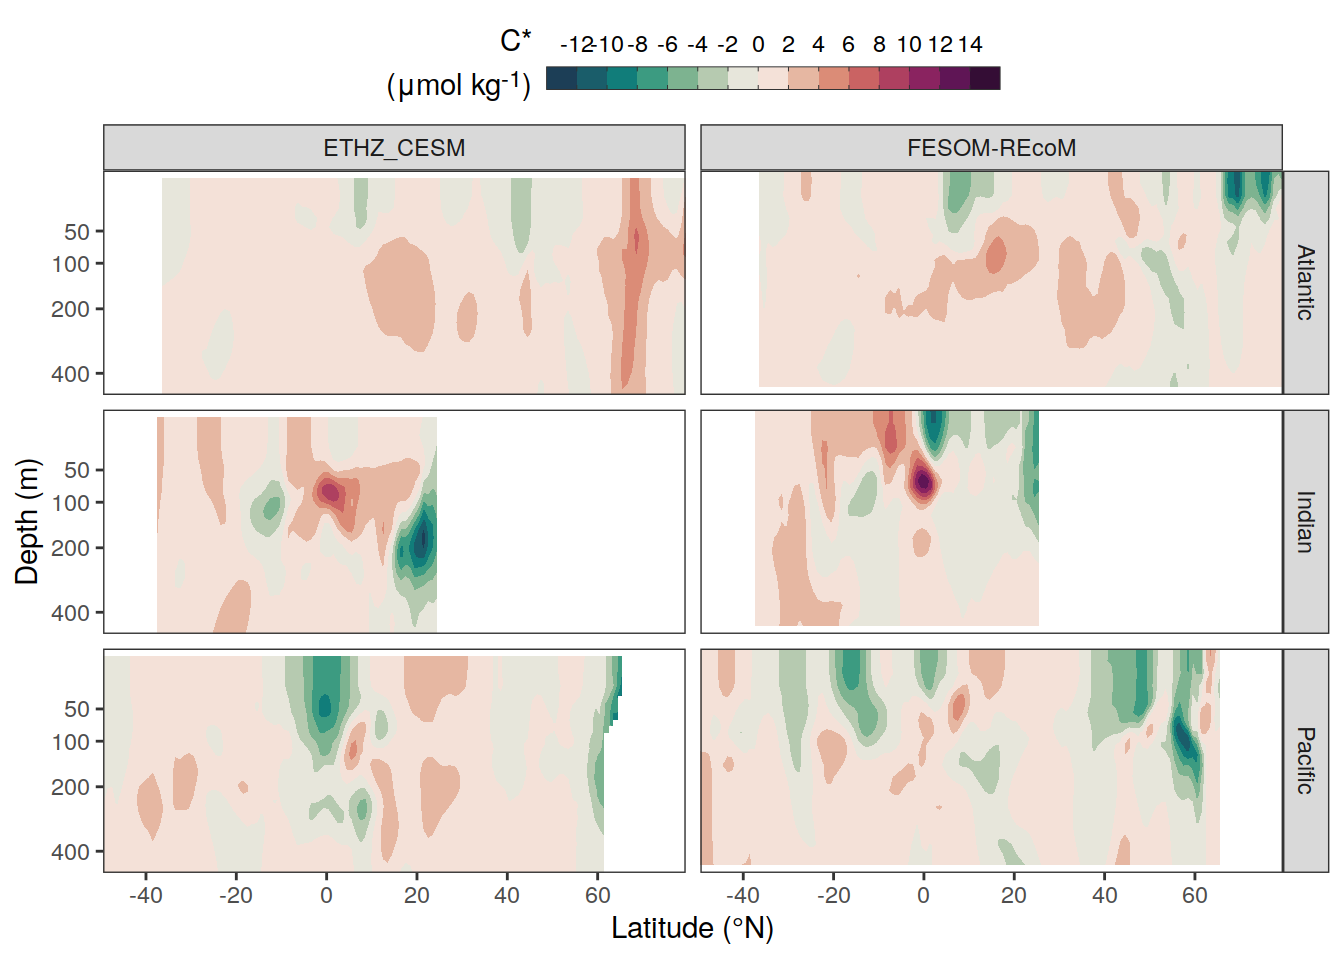 C*
(µmol kg-1)
-12 -10 -8 -6 -4 -2 0 2 4 6 8 10 12 14
ETHZ_CESM
FESOM-REcoM
50
100
200
400
Atlantic
50
100
200
400
Indian
50
100
200
400
Pacific
Depth (m)
-40 -20 0 20 40 60
-40 -20 0 20 40 60
Latitude (°N)